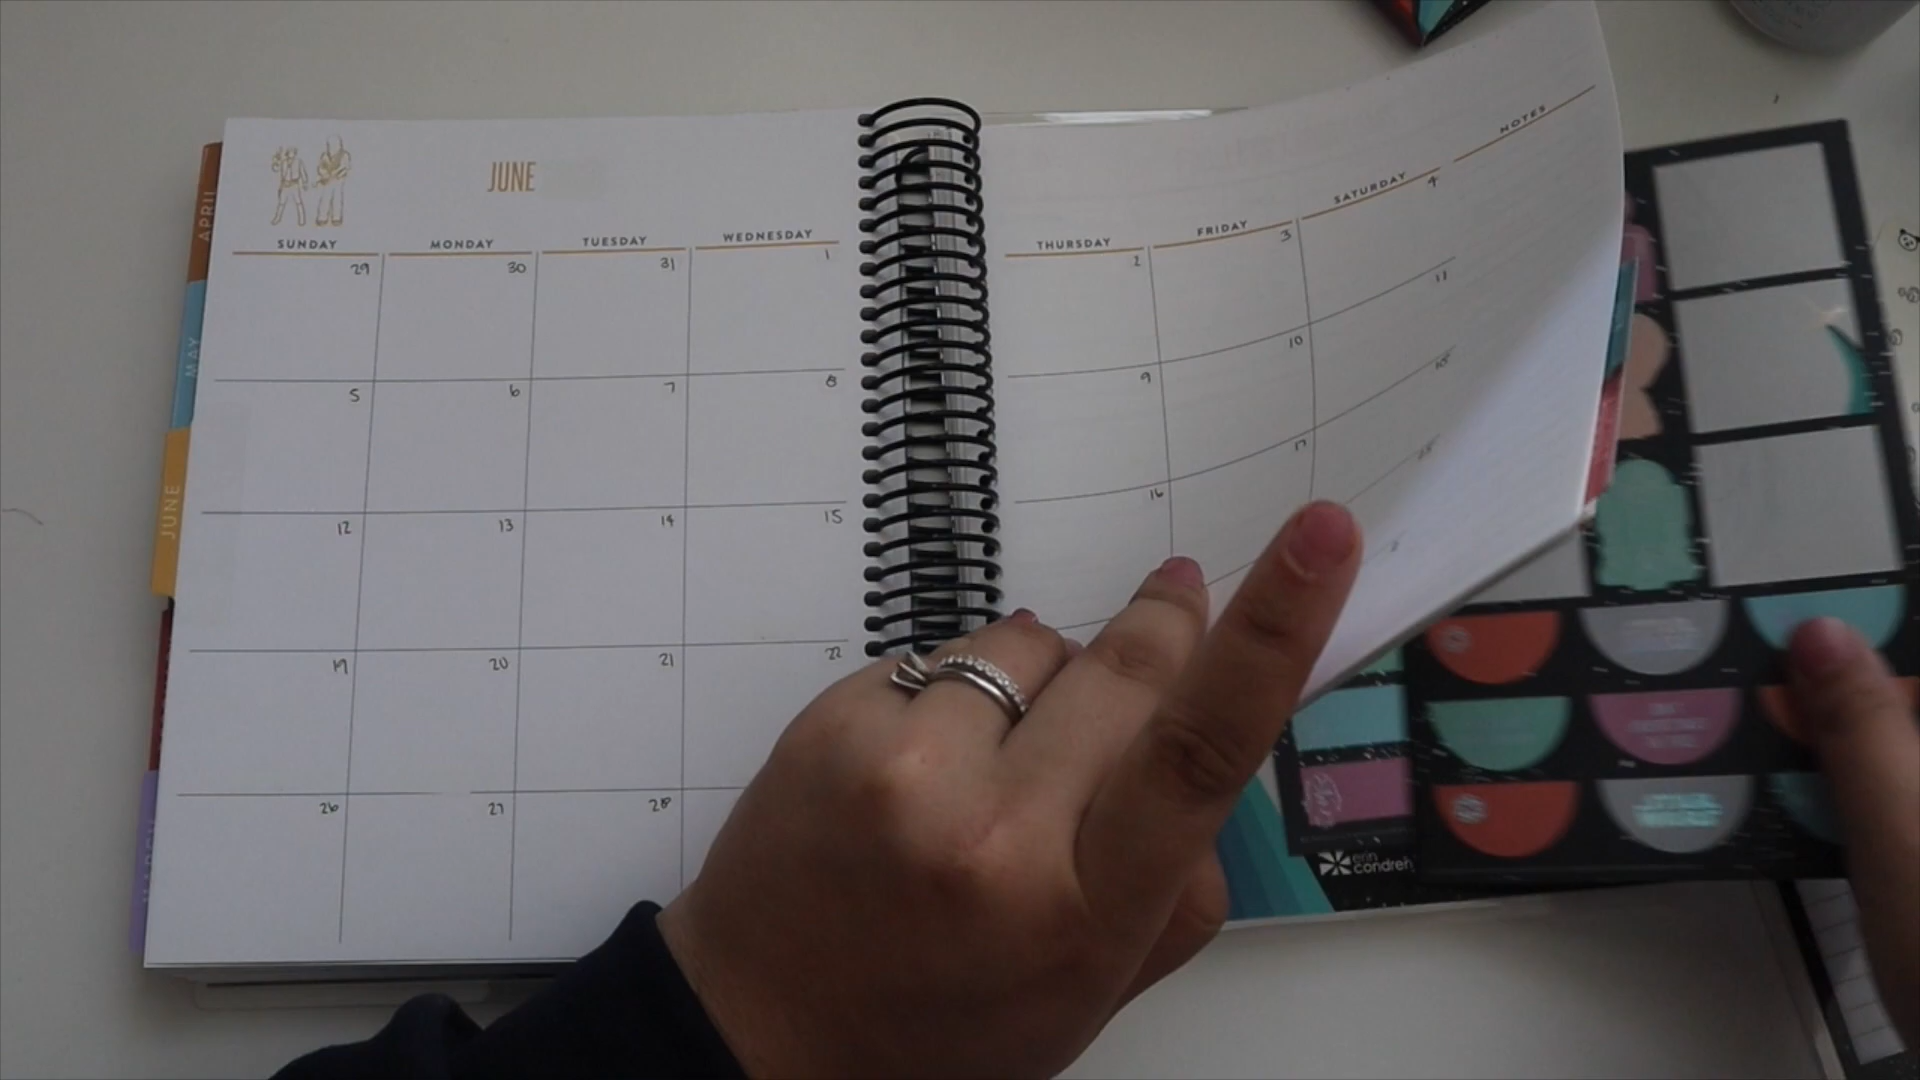 JUNE
SUNDAY MONDAY TUESDAY WEDNESDAY THURSDAY FRIDAY SATURDAY NOTES
29 30 31 1 2 3 4
5 6 7 8 9 10 11
12 13 14 15 16 17
19 20 21 22
26 27 28
APRIL
MAY
JUNE
MARCH
erin
condren